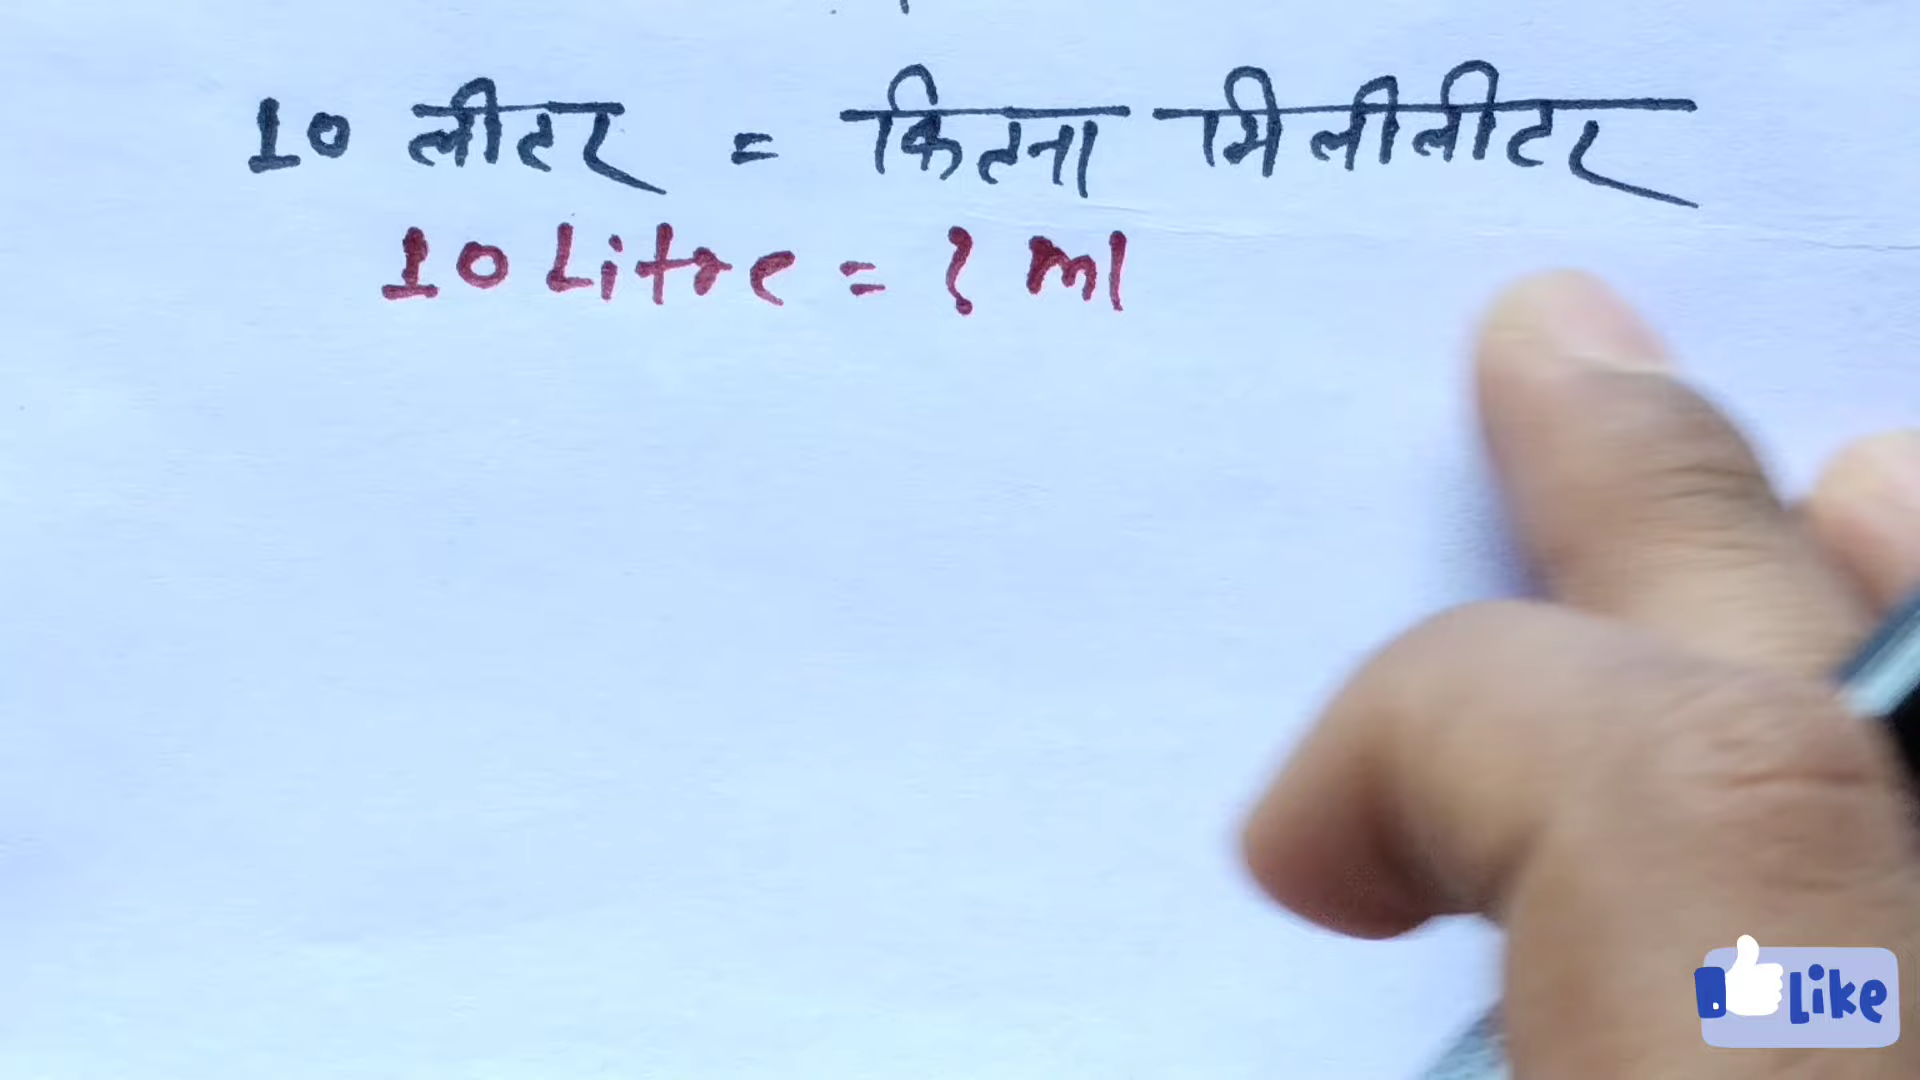 10 लीटर = कितना मिलीलीटर
10 Litre = ? ml
Like